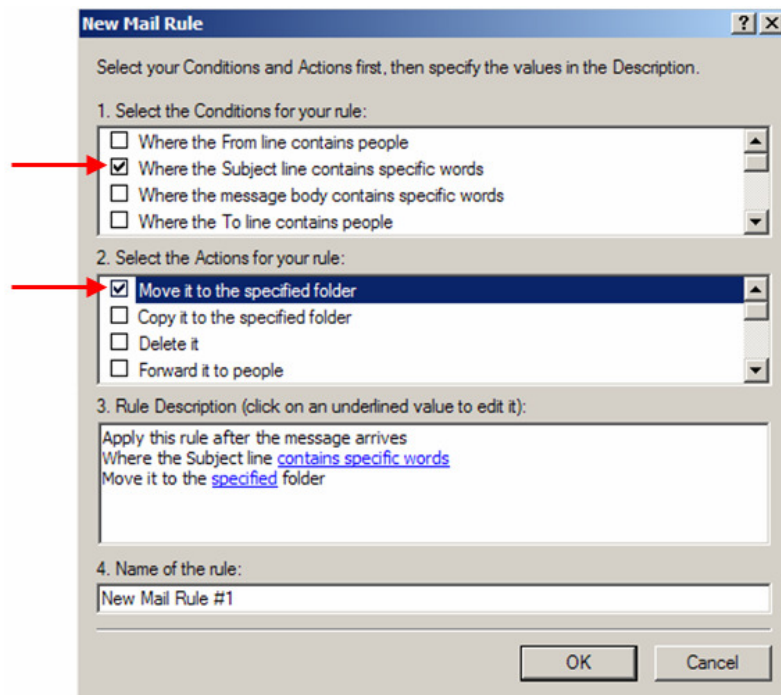 New Mail Rule
Select your Conditions and Actions first, then specify the values in the Description.
1. Select the Conditions for your rule:
Where the From line contains people
Where the Subject line contains specific words
Where the message body contains specific words
Where the To line contains people
2. Select the Actions for your rule:
Move it to the specified folder
Copy it to the specified folder
Delete it
Forward it to people
3. Rule Description (click on an underlined value to edit it):
Apply this rule after the message arrives
Where the Subject line contains specific words
Move it to the specified folder
4. Name of the rule:
New Mail Rule #1
OK Cancel